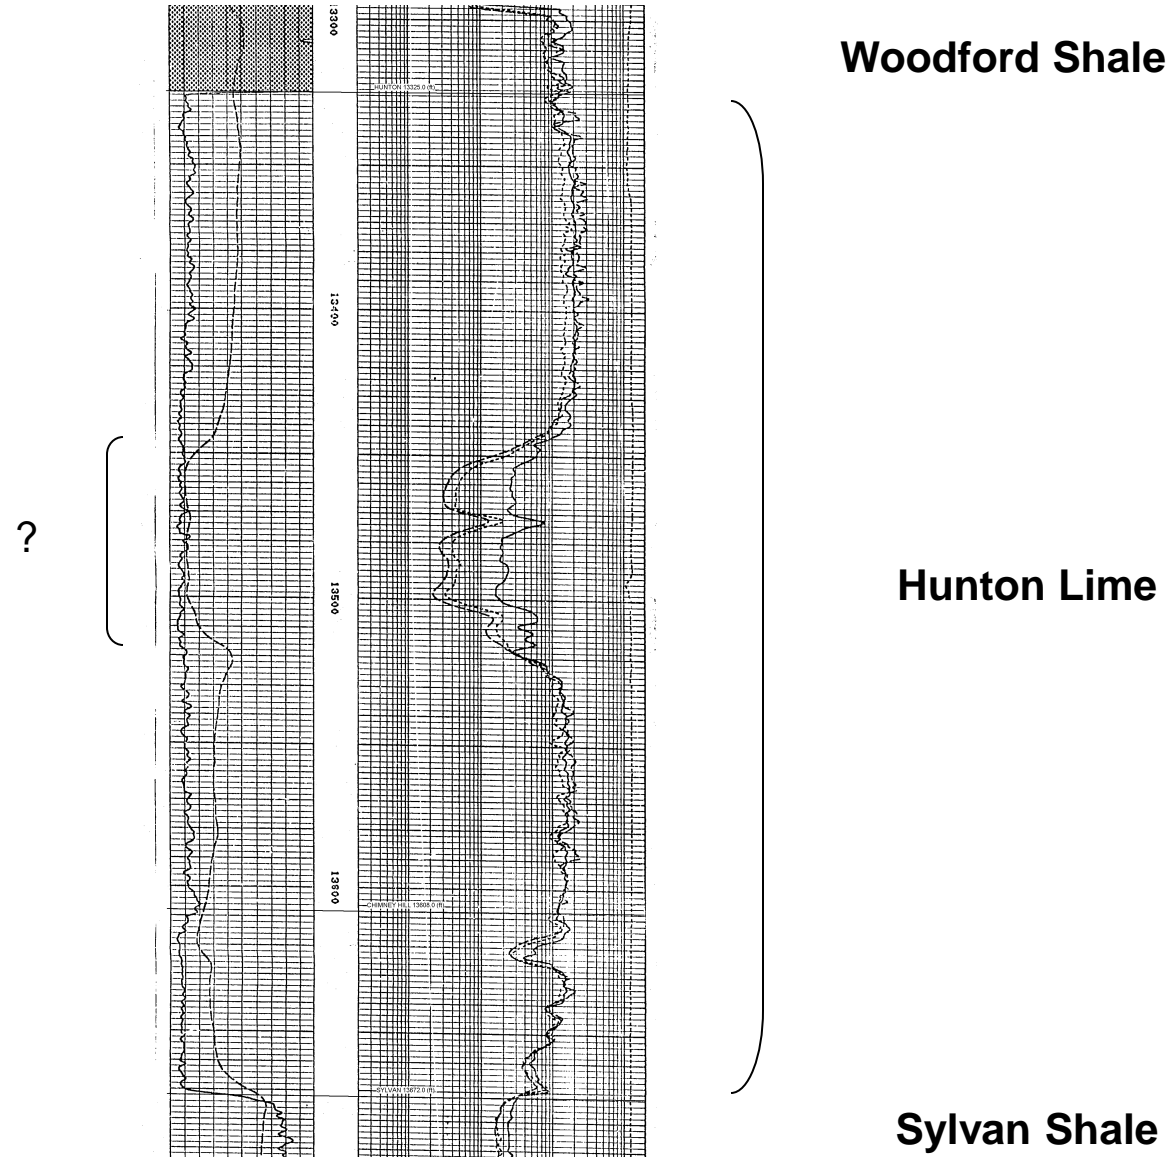 13300
Woodford Shale
HUNTON 13325.0 (ft)
13400
?
13500
Hunton Lime
13600
CHIMNEY HILL 13608.0 (ft)
SYLVAN 13672.0 (ft)
Sylvan Shale